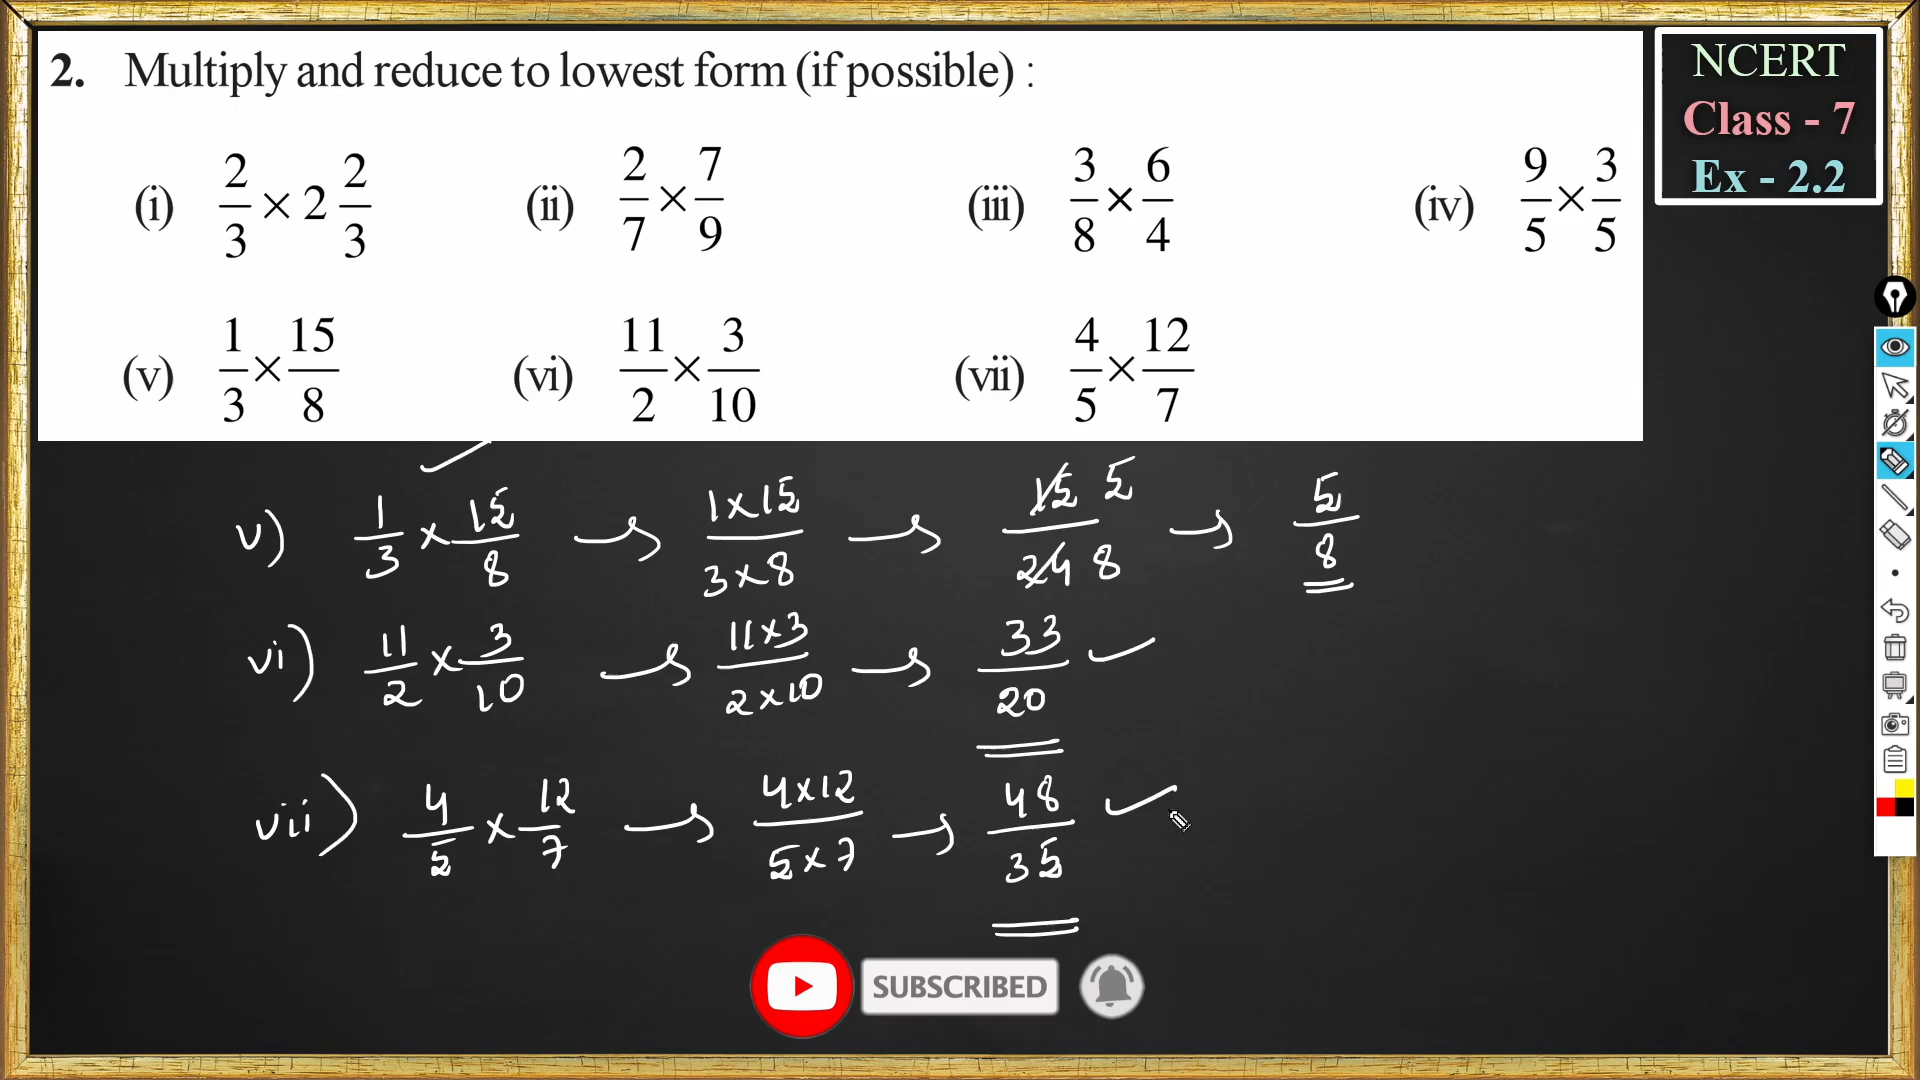 2. Multiply and reduce to lowest form (if possible) :
(i) 2/3 × 2 2/3 (ii) 2/7 × 7/9 (iii) 3/8 × 6/4 (iv) 9/5 × 3/5
(v) 1/3 × 15/8 (vi) 11/2 × 3/10 (vii) 4/5 × 12/7
NCERT
Class - 7
Ex - 2.2
v) 1/3 × 15/8 → 1×15/3×8 → 15 5/24 8 → 5/8
vi) 11/2 × 3/10 → 11×3/2×10 → 33/20
vii) 4/5 × 12/7 → 4×12/5×7 → 48/35
SUBSCRIBED